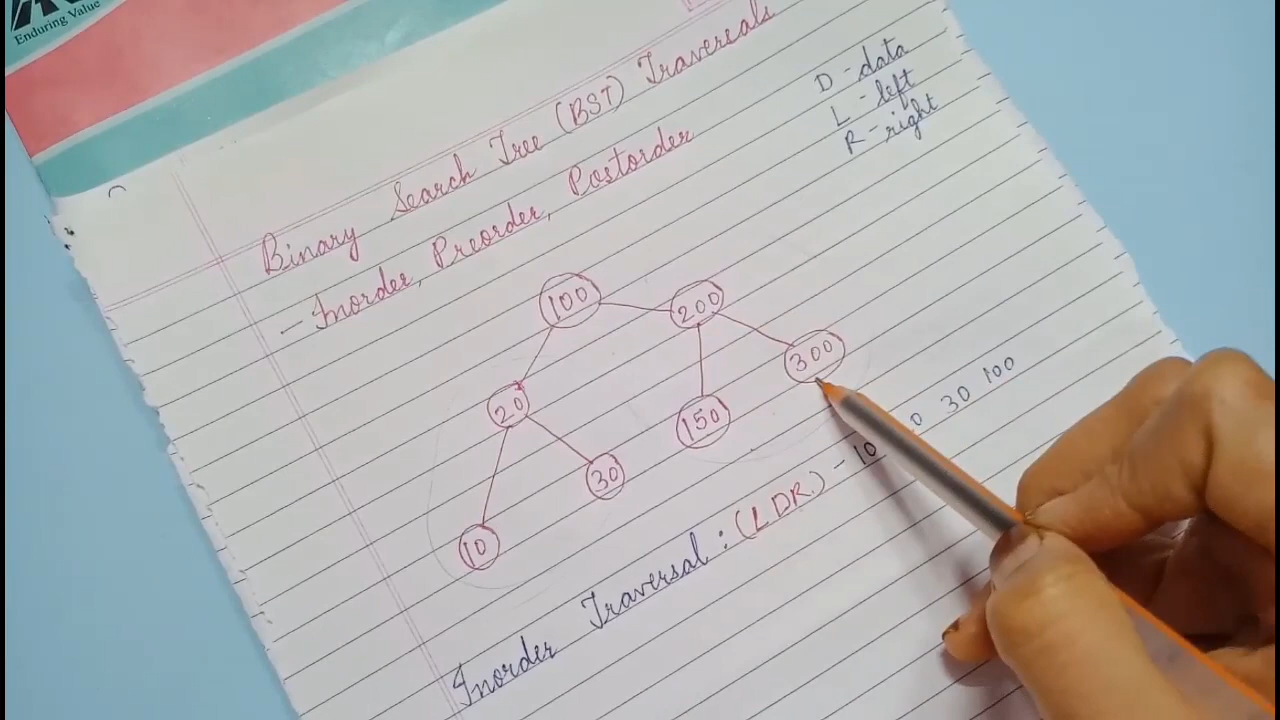 Enduring Value
Binary Search Tree (BST) Traversals
- Inorder, Preorder, Postorder
D - data
L - left
R - right
100
200
300
20
150
30
10
Inorder Traversal : (LDR) - 10 30 100